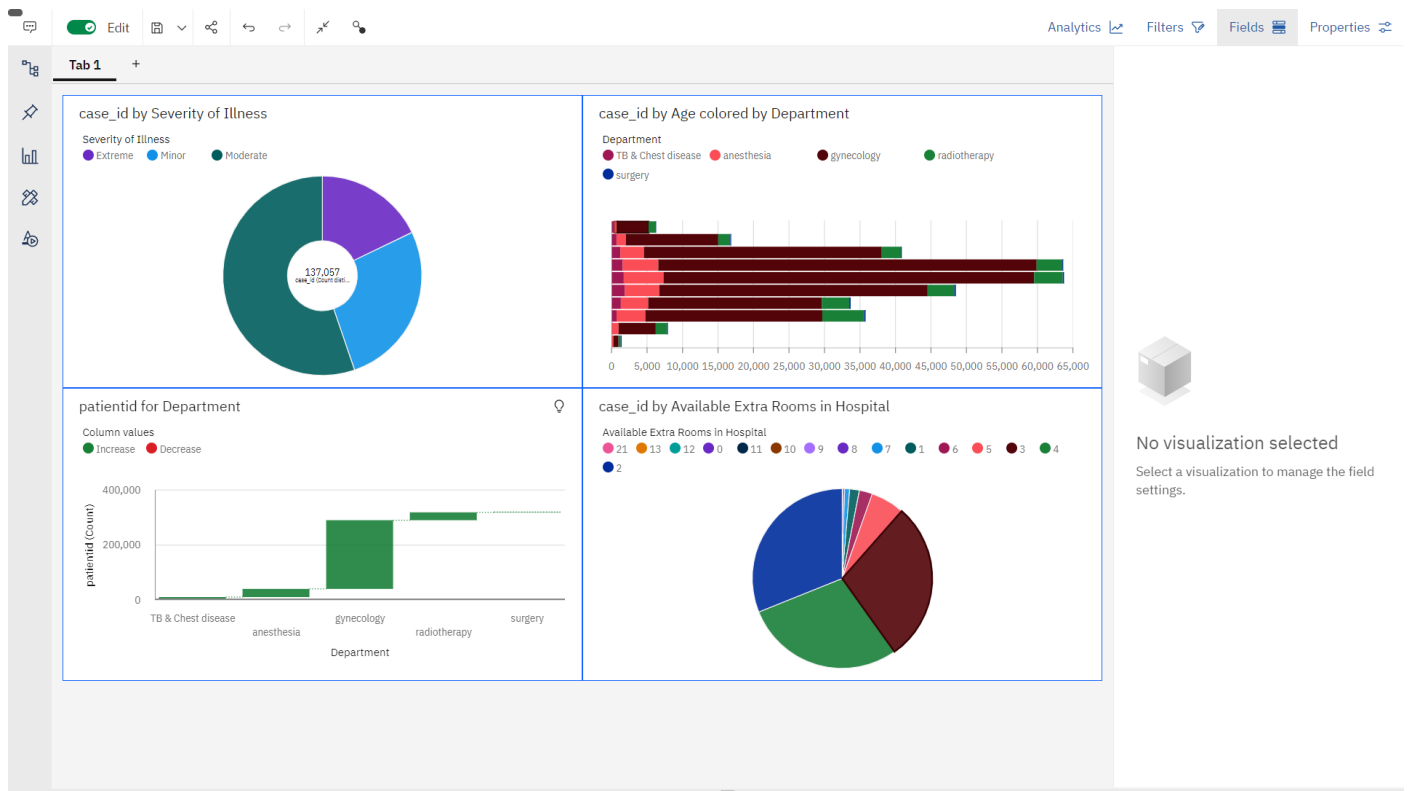 Edit
Analytics
Filters
Fields
Properties
Tab 1
+
case_id by Severity of Illness
Severity of Illness
Extreme Minor Moderate
137,057
case_id (Count disti...
case_id by Age colored by Department
Department
TB & Chest disease anesthesia gynecology radiotherapy
surgery
0 5,000 10,000 15,000 20,000 25,000 30,000 35,000 40,000 45,000 50,000 55,000 60,000 65,000
patientid for Department
Column values
Increase Decrease
patientid (Count)
400,000
200,000
0
TB & Chest disease gynecology surgery
anesthesia radiotherapy
Department
case_id by Available Extra Rooms in Hospital
Available Extra Rooms in Hospital
21 13 12 0 11 10 9 8 7 1 6 5 3 4
2
No visualization selected
Select a visualization to manage the field
settings.